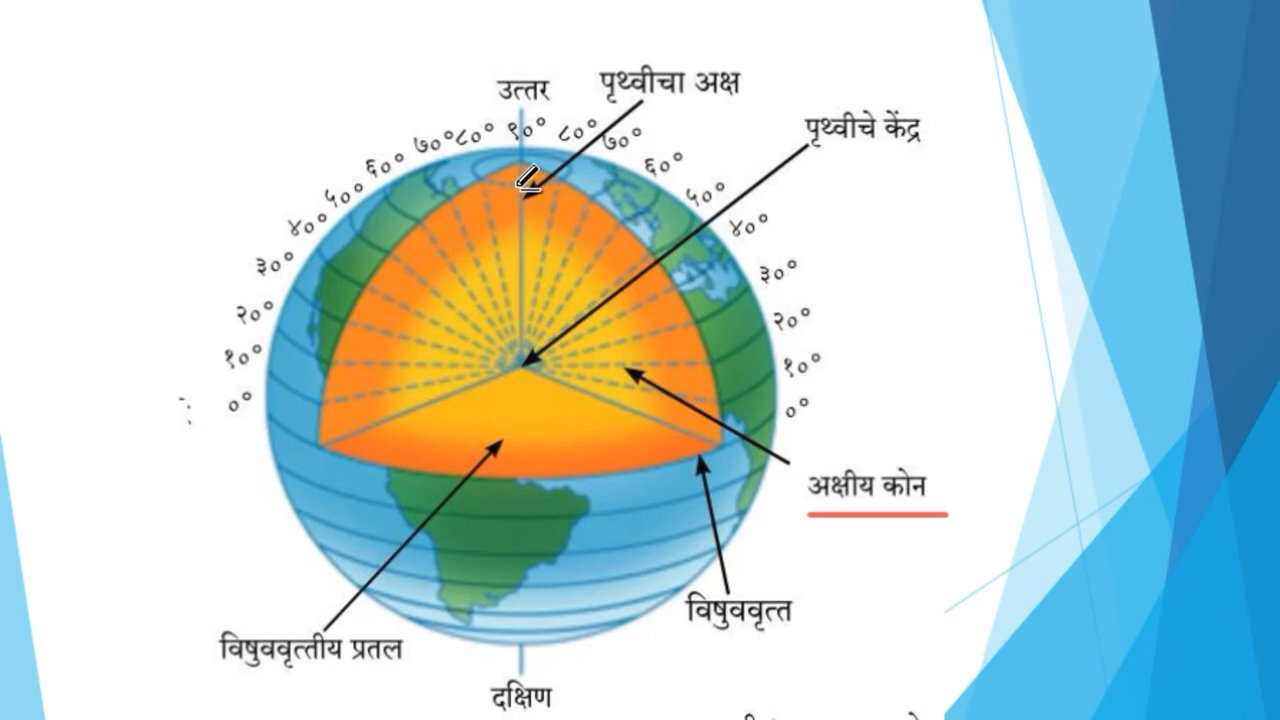 उत्तर
पृथ्वीचा अक्ष
पृथ्वीचे केंद्र
९०°
८०° ८०°
७०° ७०°
६०° ६०°
५०° ५०°
४०° ४०°
३०° ३०°
२०° २०°
१०° १०°
०° ०°
अक्षीय कोन
विषुववृत्त
विषुववृत्तीय प्रतल
दक्षिण